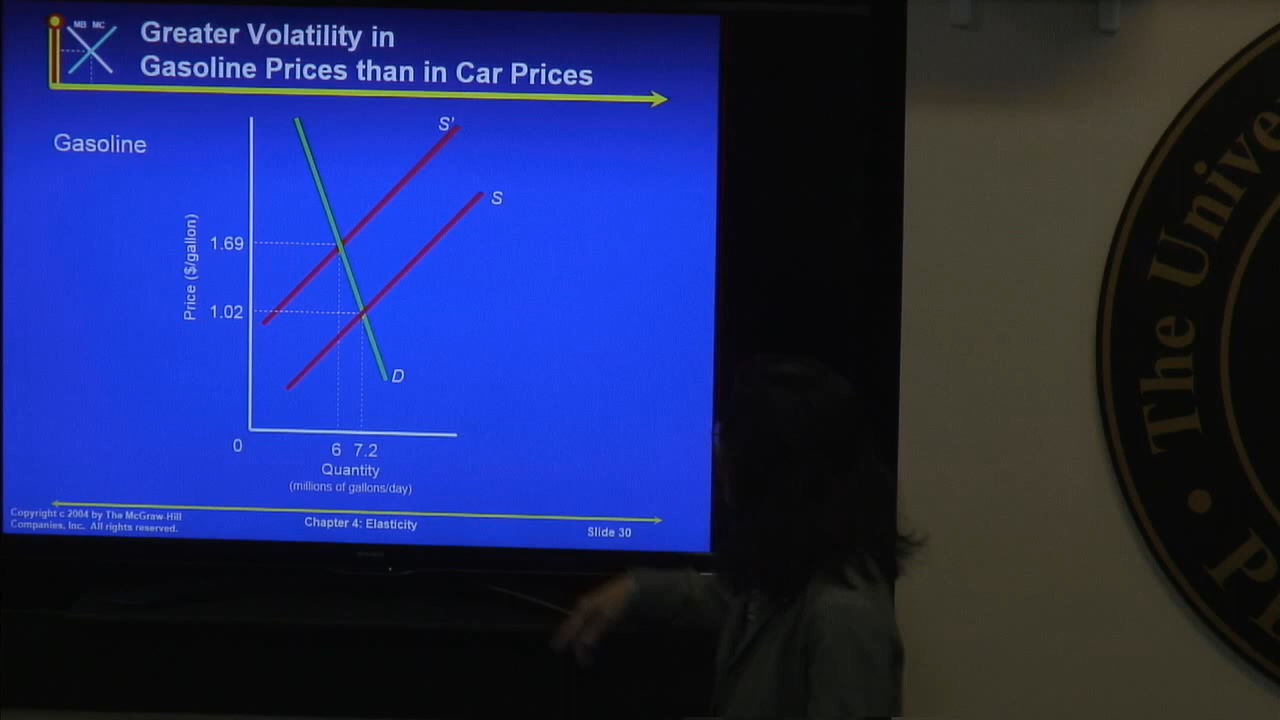 MB MC
Greater Volatility in
Gasoline Prices than in Car Prices
Gasoline
S'
S
Price ($/gallon)
1.69
1.02
D
0
6 7.2
Quantity
(millions of gallons/day)
Copyright c 2004 by The McGraw-Hill
Companies, Inc. All rights reserved.
Chapter 4: Elasticity
Slide 30
The Unive